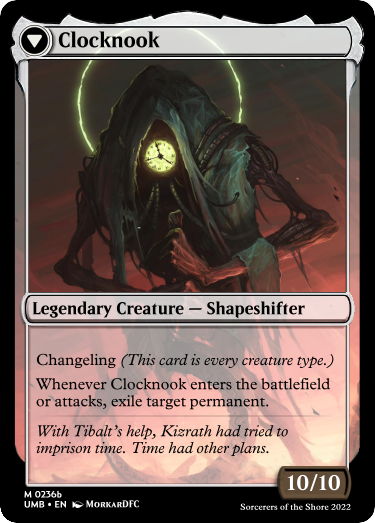 Clocknook
Legendary Creature — Shapeshifter
Changeling (This card is every creature type.)
Whenever Clocknook enters the battlefield
or attacks, exile target permanent.
With Tibalt's help, Kizrath had tried to
imprison time. Time had other plans.
10/10
M 0236b
UMB • EN MorkarDFC
Sorcerers of the Shore 2022